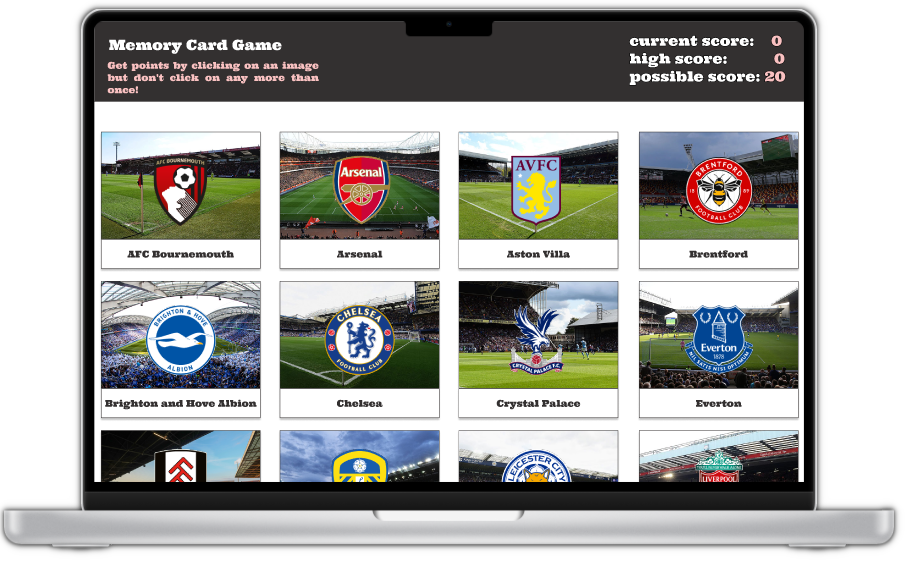 Memory Card Game
Get points by clicking on an image
but don't click on any more than
once!
current score: 0
high score: 0
possible score: 20
AFC BOURNEMOUTH
AFC Bournemouth
Arsenal
Arsenal
AVFC
Aston Villa
BRENTFORD
18 89
FOOTBALL CLUB
Brentford
BRIGHTON & HOVE
ALBION
Brighton and Hove Albion
CHELSEA
FOOTBALL CLUB
Chelsea
CRYSTAL PALACE F.C
Crystal Palace
Everton
1878
NIL SATIS NISI OPTIMUM
Everton
LEICESTER CITY
LIVERPOOL